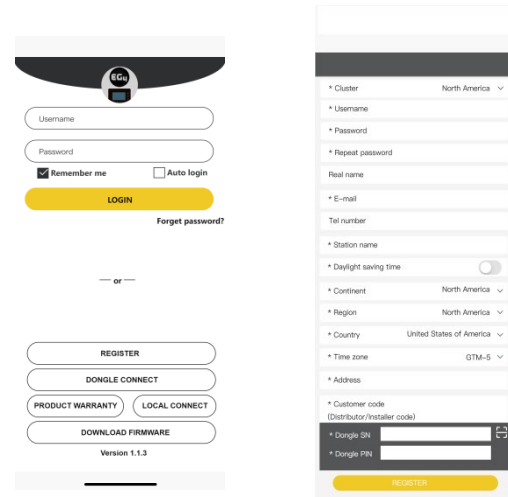 EG4
Username
Password
Remember me Auto login
LOGIN
Forget password?
or
REGISTER
DONGLE CONNECT
PRODUCT WARRANTY LOCAL CONNECT
DOWNLOAD FIRMWARE
Version 1.1.3
* Cluster North America
* Username
* Password
* Repeat password
Real name
* E-mail
Tel number
* Station name
* Daylight saving time
* Continent North America
* Region North America
* Country United States of America
* Time zone GTM-5
* Address
* Customer code
(Distributor/Installer code)
* Dongle SN
* Dongle PIN
REGISTER